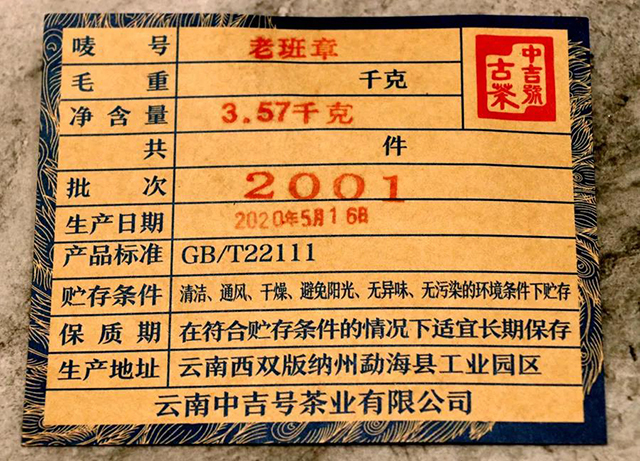 唛号 老班章
毛重 千克
净含量 3.57千克
共 件
批次 2001
生产日期 2020年5月16日
产品标准 GB/T22111
贮存条件 清洁、通风、干燥、避免阳光、无异味、无污染的环境条件下贮存
保质期 在符合贮存条件的情况下适宜长期保存
生产地址 云南西双版纳州勐海县工业园区
云南中吉号茶业有限公司
中吉號
古茶